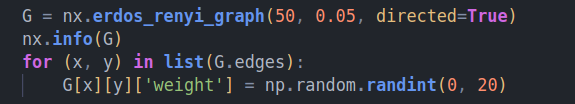 G = nx.erdos_renyi_graph(50, 0.05, directed=True)
nx.info(G)
for (x, y) in list(G.edges):
    G[x][y]['weight'] = np.random.randint(0, 20)